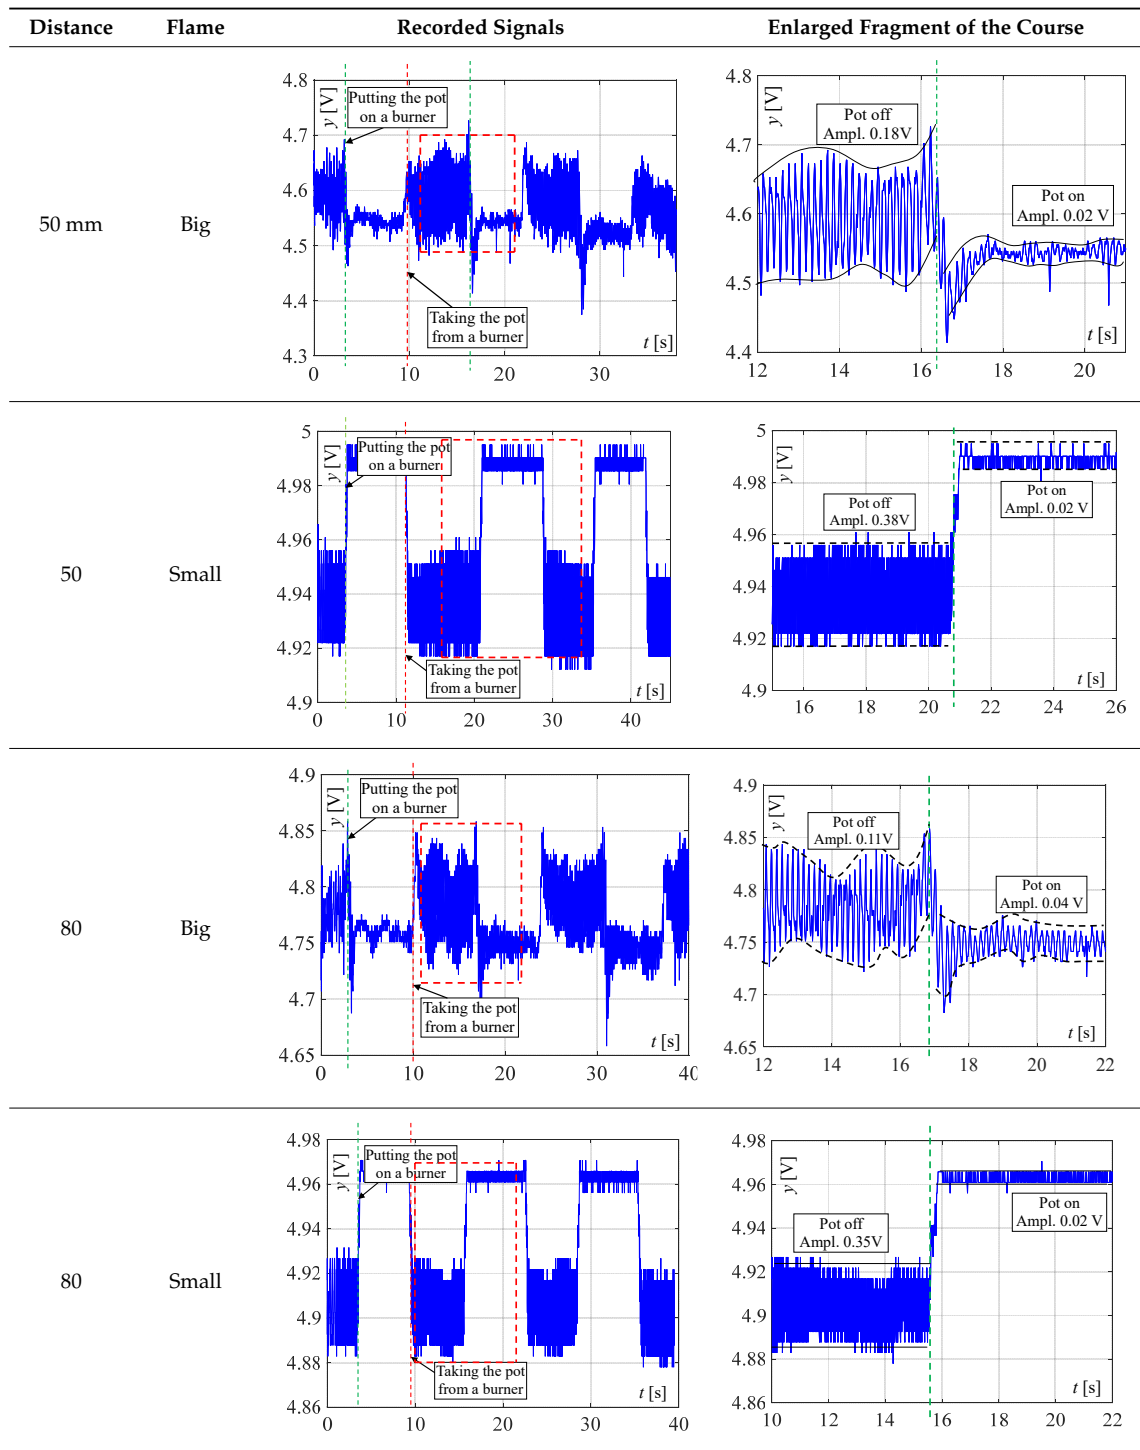 Distance Flame Recorded Signals Enlarged Fragment of the Course
50 mm Big
4.8
4.7
4.6
4.5
4.4
4.3
y [V]
Putting the pot
on a burner
Taking the pot
from a burner
t [s]
0 10 20 30
4.8
4.7
4.6
4.5
4.4
y [V]
Pot off
Ampl. 0.18V
Pot on
Ampl. 0.02 V
t [s]
12 14 16 18 20
50 Small
5
4.98
4.96
4.94
4.92
4.9
y [V]
Putting the pot
on a burner
Taking the pot
from a burner
t [s]
0 10 20 30 40
5
4.98
4.96
4.94
4.92
4.9
y [V]
Pot off
Ampl. 0.38V
Pot on
Ampl. 0.02 V
t [s]
16 18 20 22 24 26
80 Big
4.9
4.85
4.8
4.75
4.7
4.65
y [V]
Putting the pot
on a burner
Taking the pot
from a burner
t [s]
0 10 20 30 40
4.9
4.85
4.8
4.75
4.7
4.65
y [V]
Pot off
Ampl. 0.11V
Pot on
Ampl. 0.04 V
t [s]
12 14 16 18 20 22
80 Small
4.98
4.96
4.94
4.92
4.9
4.88
4.86
y [V]
Putting the pot
on a burner
Taking the pot
from a burner
t [s]
0 10 20 30 40
4.98
4.96
4.94
4.92
4.9
4.88
4.86
y [V]
Pot off
Ampl. 0.35V
Pot on
Ampl. 0.02 V
t [s]
10 12 14 16 18 20 22